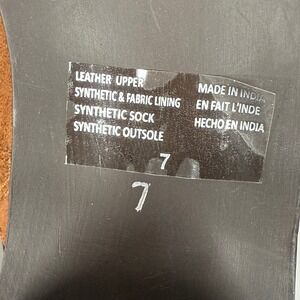 LEATHER UPPER
SYNTHETIC & FABRIC LINING
SYNTHETIC SOCK
SYNTHETIC OUTSOLE
MADE IN INDIA
EN FAIT L'INDE
HECHO EN INDIA
7
7